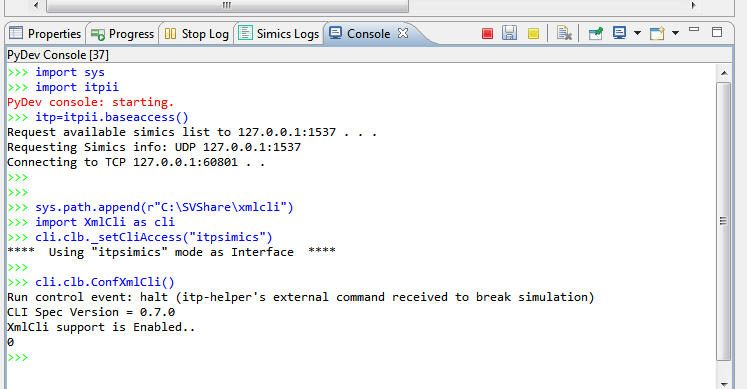 Properties Progress Stop Log Simics Logs Console
PyDev Console [37]
>>> import sys
>>> import itpii
PyDev console: starting.
>>> itp=itpii.baseaccess()
Request available simics list to 127.0.0.1:1537 . . .
Requesting Simics info: UDP 127.0.0.1:1537
Connecting to TCP 127.0.0.1:60801 . .
>>>
>>>
>>> sys.path.append(r"C:\SVShare\xmlcli")
>>> import XmlCli as cli
>>> cli.clb._setCliAccess("itpsimics")
**** Using "itpsimics" mode as Interface ****
>>>
>>> cli.clb.ConfXmlCli()
Run control event: halt (itp-helper's external command received to break simulation)
CLI Spec Version = 0.7.0
XmlCli support is Enabled..
0
>>>